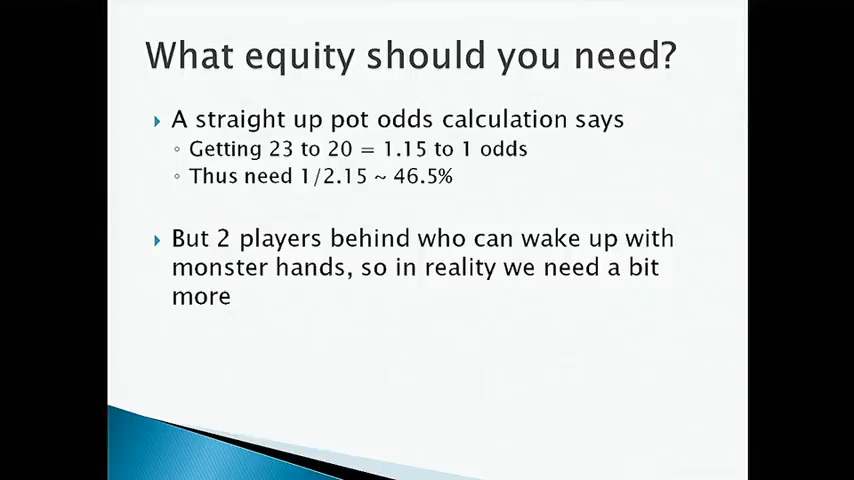 What equity should you need?
A straight up pot odds calculation says
Getting 23 to 20 = 1.15 to 1 odds
Thus need 1/2.15 ~ 46.5%
But 2 players behind who can wake up with
monster hands, so in reality we need a bit
more